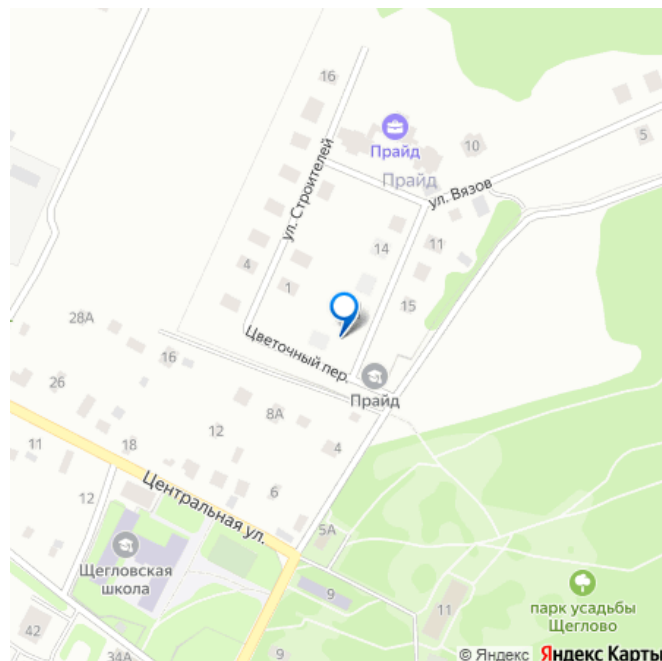 16
Прайд
Прайд
10
5
ул. Вязов
ул. Строителей
14
11
4
1
15
28А
Цветочный пер.
16
26
Прайд
8А
18
12
4
11
12
6
Центральная ул.
5А
Щегловская
школа
9
11
парк усадьбы
Щеглово
42
34А
9
© Яндекс Яндекс Карты